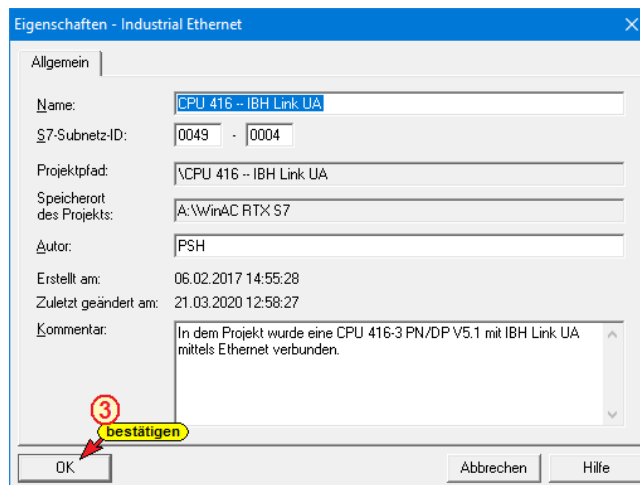 Eigenschaften - Industrial Ethernet
Allgemein
Name: CPU 416 -- IBH Link UA
S7-Subnetz-ID: 0049 - 0004
Projektpfad: \CPU 416 -- IBH Link UA
Speicherort
des Projekts: A:\WinAC RTX S7
Autor: PSH
Erstellt am: 06.02.2017 14:55:28
Zuletzt geändert am: 21.03.2020 12:58:27
Kommentar: In dem Projekt wurde eine CPU 416-3 PN/DP V5.1 mit IBH Link UA
mittels Ethernet verbunden.
3
bestätigen
OK Abbrechen Hilfe